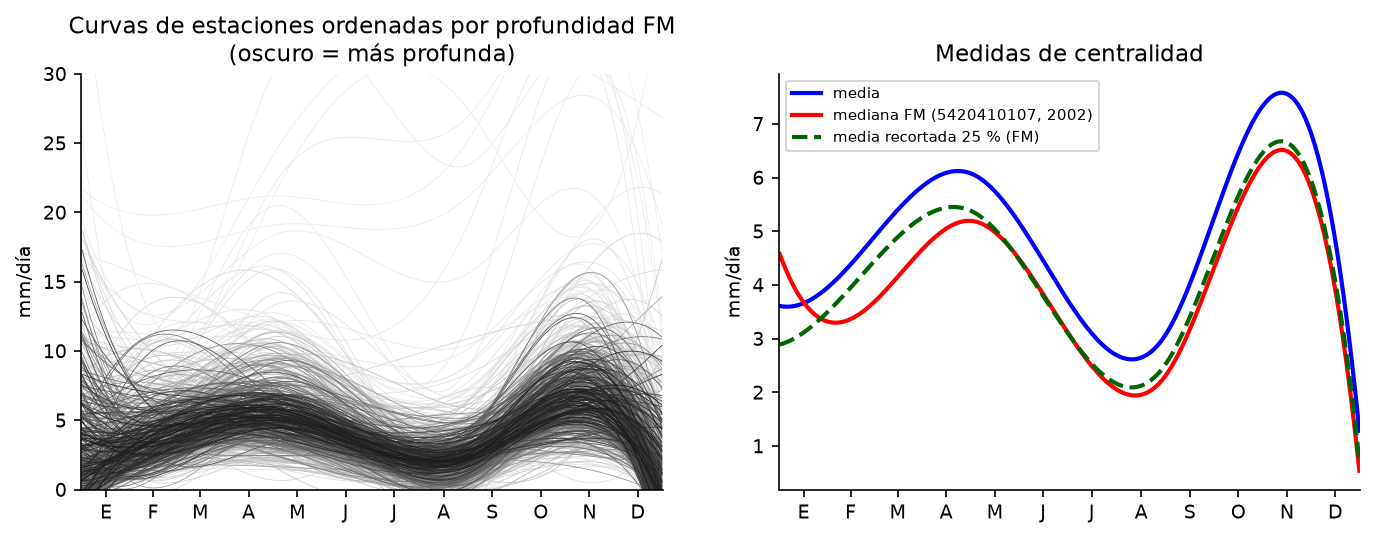 Curvas de estaciones ordenadas por profundidad FM
(oscuro = más profunda)
mm/día
30
25
20
15
10
5
0
E F M A M J J A S O N D
Medidas de centralidad
media
mediana FM (5420410107, 2002)
media recortada 25 % (FM)
mm/día
7
6
5
4
3
2
1
E F M A M J J A S O N D